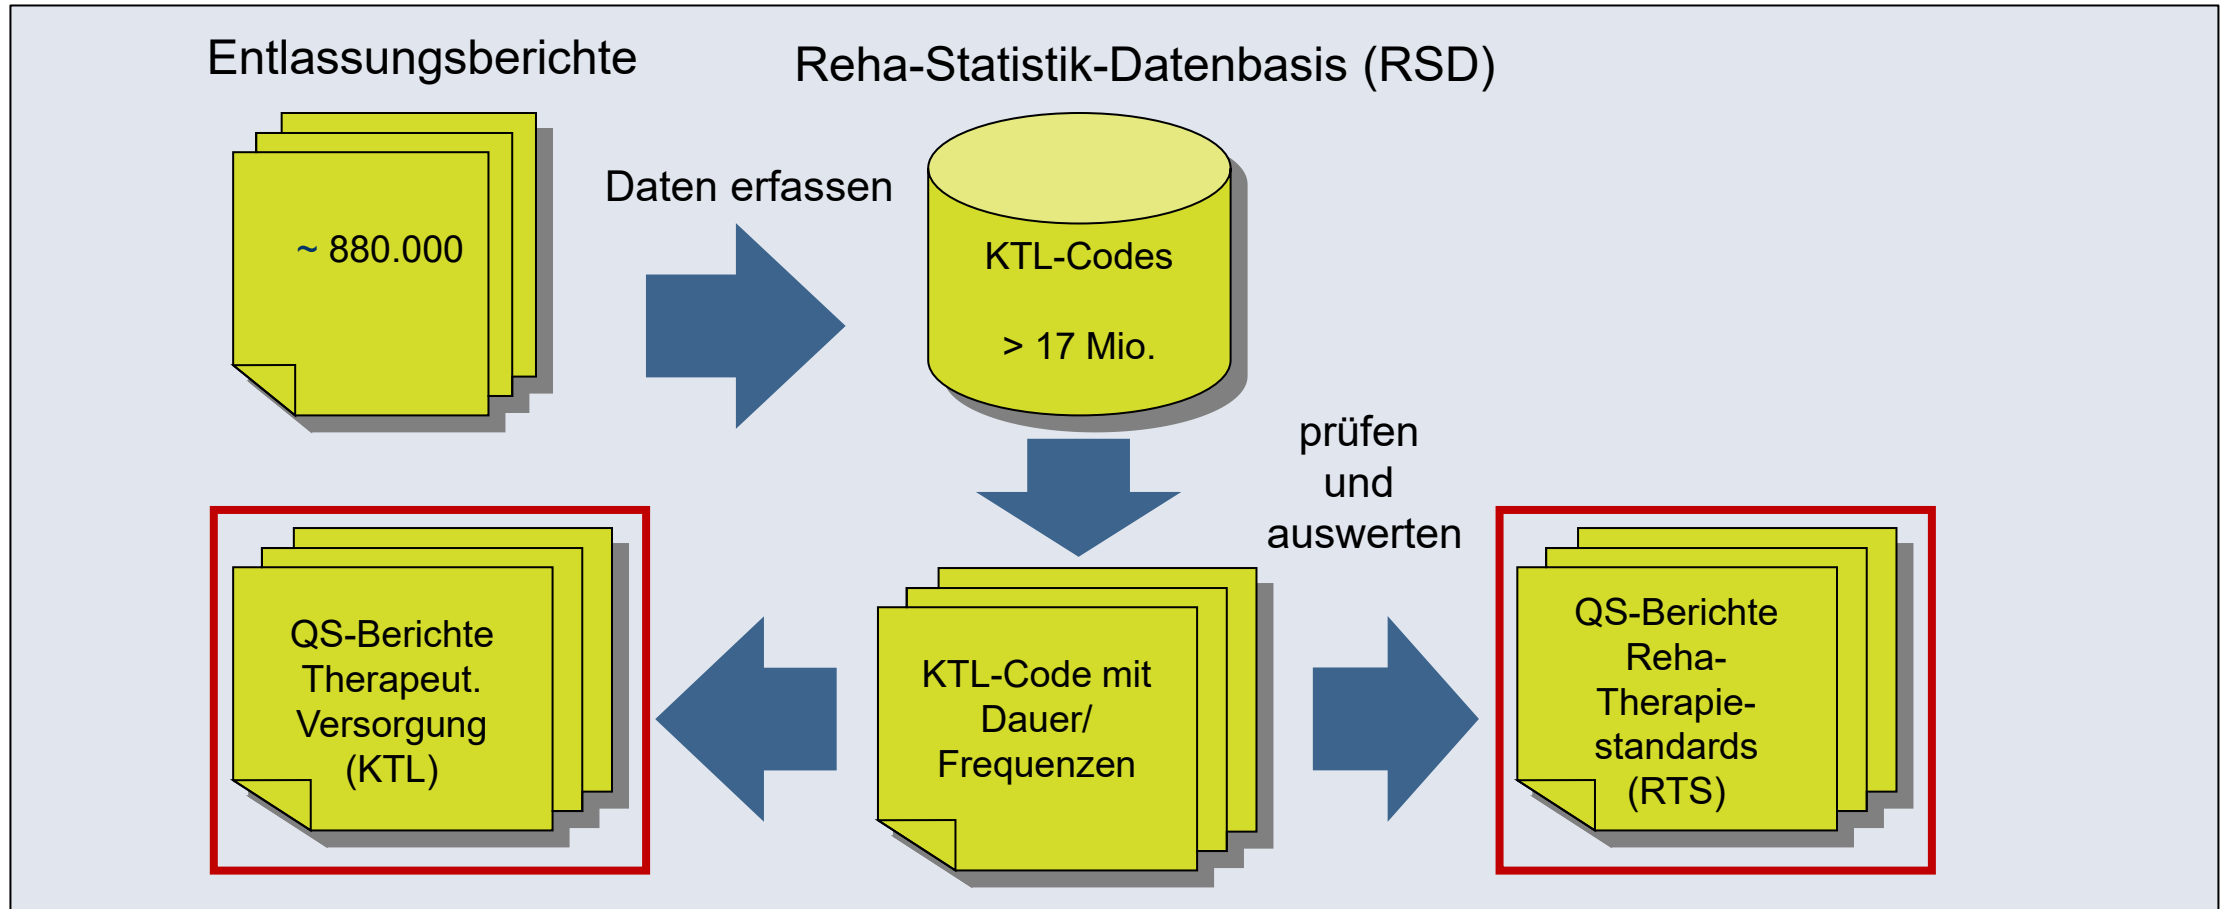 Entlassungsberichte
Reha-Statistik-Datenbasis (RSD)
~ 880.000
Daten erfassen
KTL-Codes
> 17 Mio.
prüfen
und
auswerten
QS-Berichte
Therapeut.
Versorgung
(KTL)
KTL-Code mit
Dauer/
Frequenzen
QS-Berichte
Reha-
Therapie-
standards
(RTS)